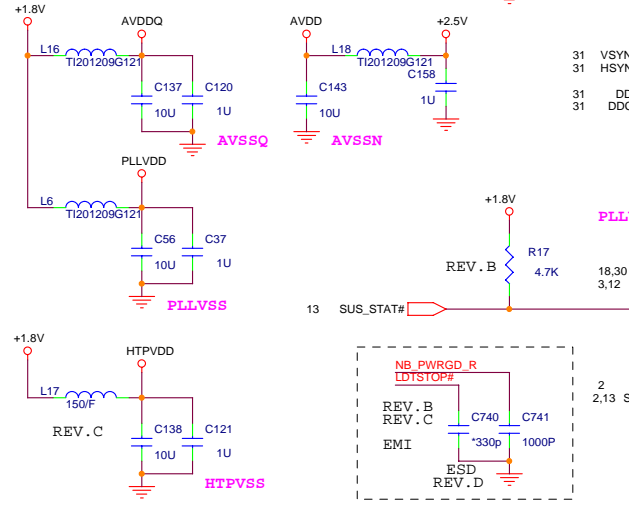 +1.8V
AVDDQ
AVDD
+2.5V
L16
TI201209G121
L18
TI201209G121
C137
10U
C120
1U
C143
10U
C158
1U
AVSSQ
AVSSN
31 VSYN
31 HSYN
31
31
PLLVDD
L6
TI201209G121
C56
10U
C37
1U
PLLVSS
+1.8V
R17
4.7K
REV.B
18,30
3,12
13 SUS_STAT#
+1.8V
HTPVDD
L17
150/F
REV.C
C138
10U
C121
1U
HTPVSS
NB_PWRGD_R
LDTSTOP#
REV.B
REV.C
EMI
C740
*330p
C741
1000P
ESD
REV.D
2
2,13 S